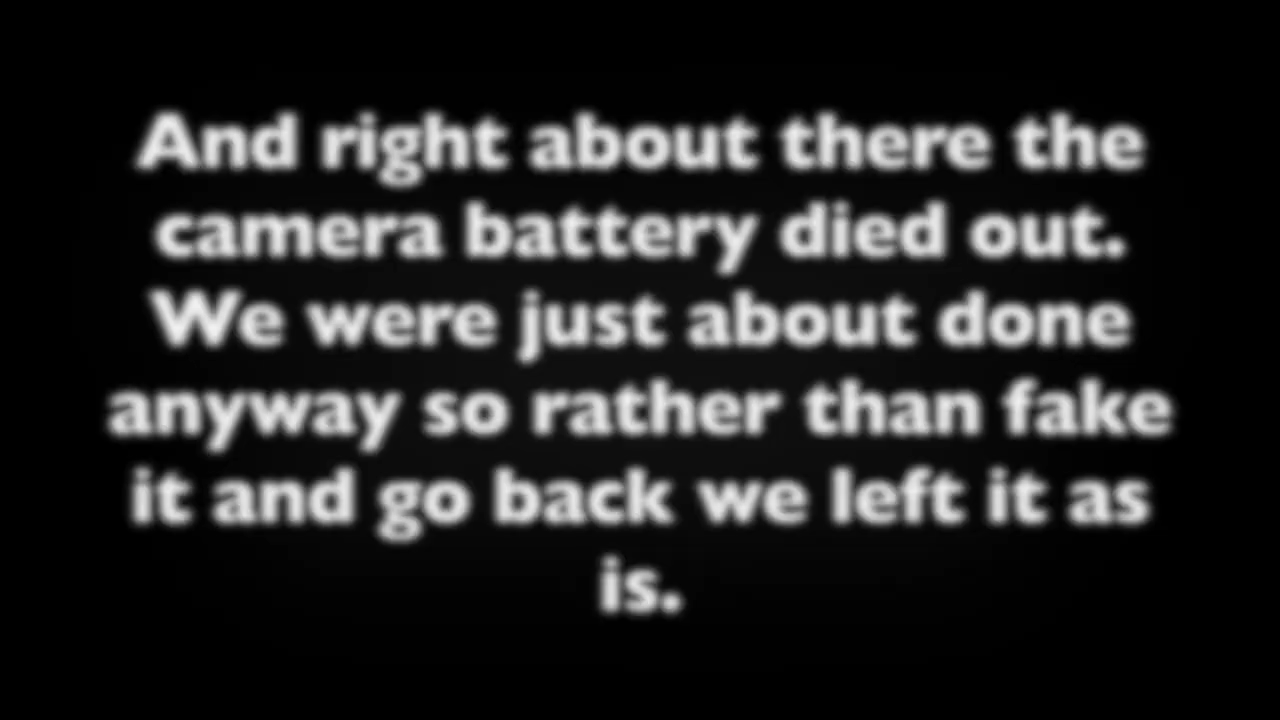 And right about there the
camera battery died out.
We were just about done
anyway so rather than fake
it and go back we left it as
is.